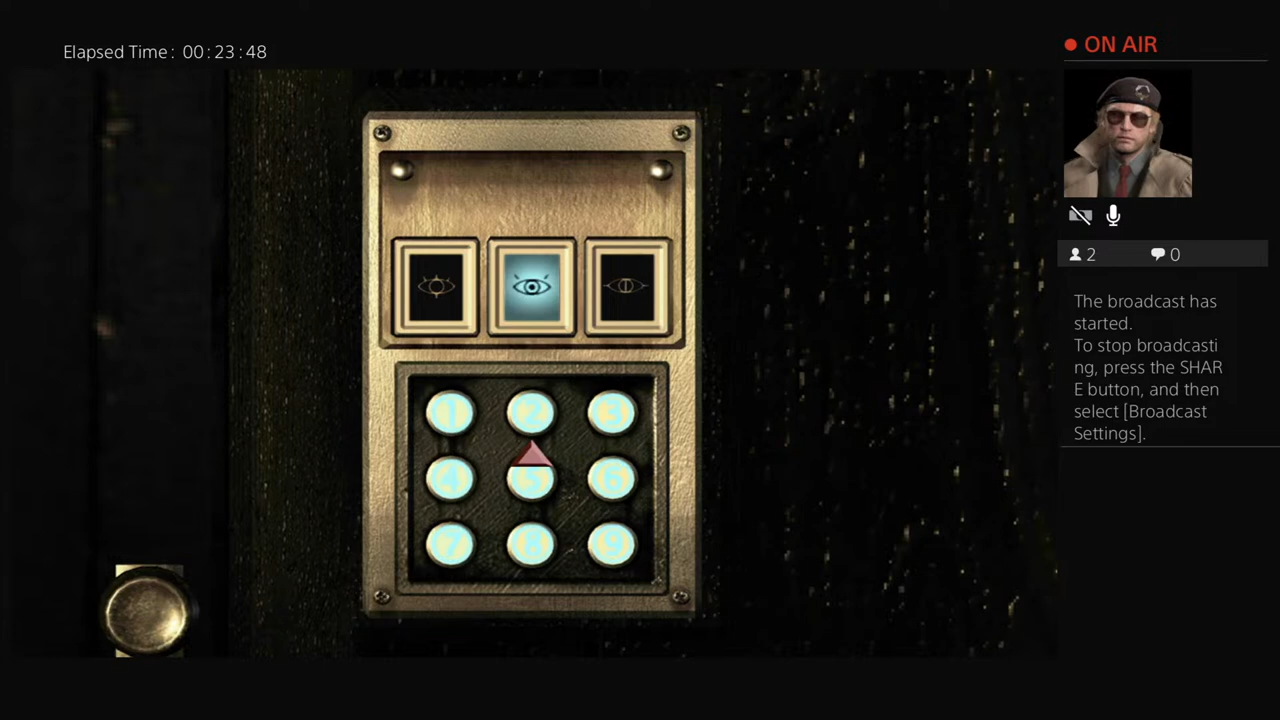 Elapsed Time: 00:23:48
ON AIR
2 0
The broadcast has
started.
To stop broadcasti
ng, press the SHAR
E button, and then
select [Broadcast
Settings].
1 2 3
4 5 6
7 8 9